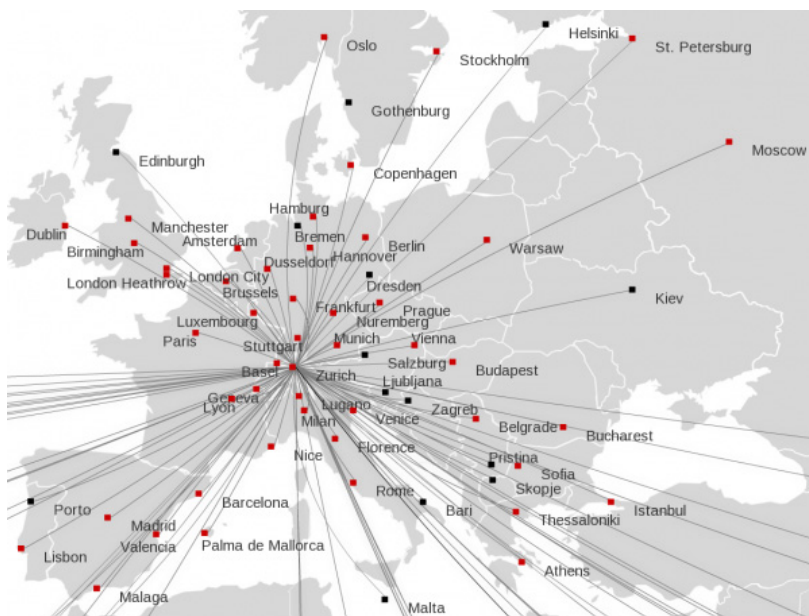 Oslo
Helsinki
St. Petersburg
Stockholm
Gothenburg
Moscow
Edinburgh
Copenhagen
Hamburg
Manchester
Dublin
Amsterdam
Bremen
Berlin
Warsaw
Birmingham
Dusseldorf
Hannover
London City
London Heathrow
Dresden
Brussels
Kiev
Frankfurt
Prague
Luxembourg
Nuremberg
Paris
Stuttgart
Munich
Vienna
Salzburg
Budapest
Basel
Zurich
Ljubljana
Geneva
Lyon
Lugano
Zagreb
Milan
Venice
Belgrade
Bucharest
Nice
Florence
Pristina
Sofia
Skopje
Barcelona
Rome
Bari
Porto
Istanbul
Thessaloniki
Madrid
Valencia
Palma de Mallorca
Lisbon
Athens
Malaga
Malta